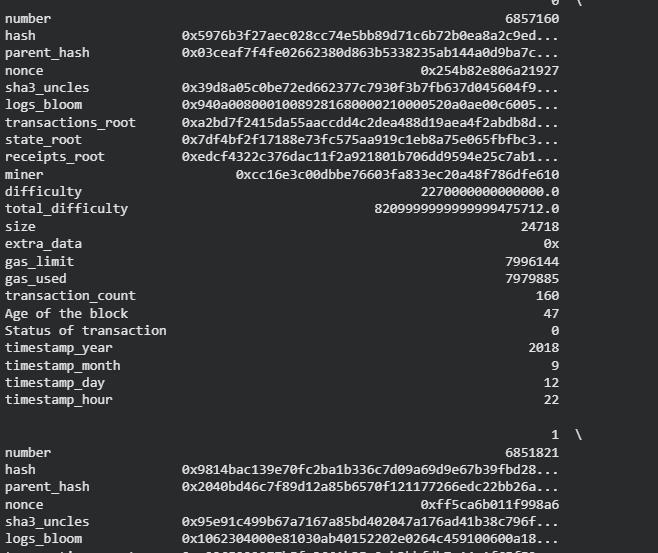 0 \
number 6857160
hash 0x5976b3f27aec028cc74e5bb89d71c6b72b0ea8a2c9ed...
parent_hash 0x03ceaf7f4fe02662380d863b5338235ab144a0d9ba7c...
nonce 0x254b82e806a21927
sha3_uncles 0x39d8a05c0be72ed662377c7930f3b7fb637d045604f9...
logs_bloom 0x940a00800010089281680000210000520a0ae00c6005...
transactions_root 0xa2bd7f2415da55aaccdd4c2dea488d19aea4f2abdb8d...
state_root 0x7df4bf2f17188e73fc575aa919c1eb8a75e065fbfbc3...
receipts_root 0xedcf4322c376dac11f2a921801b706dd9594e25c7ab1...
miner 0xcc16e3c00dbbe76603fa833ec20a48f786dfe610
difficulty 2270000000000000.0
total_difficulty 8209999999999999475712.0
size 24718
extra_data 0x
gas_limit 7996144
gas_used 7979885
transaction_count 160
Age of the block 47
Status of transaction 0
timestamp_year 2018
timestamp_month 9
timestamp_day 12
timestamp_hour 22
1 \
number 6851821
hash 0x9814bac139e70fc2ba1b336c7d09a69d9e67b39fbd28...
parent_hash 0x2040bd46c7f89d12a85b6570f121177266edc22bb26a...
nonce 0xff5ca6b011f998a6
sha3_uncles 0x95e91c499b67a7167a85bd402047a176ad41b38c796f...
logs_bloom 0x1062304000e81030ab40152202e0264c459100600a18...